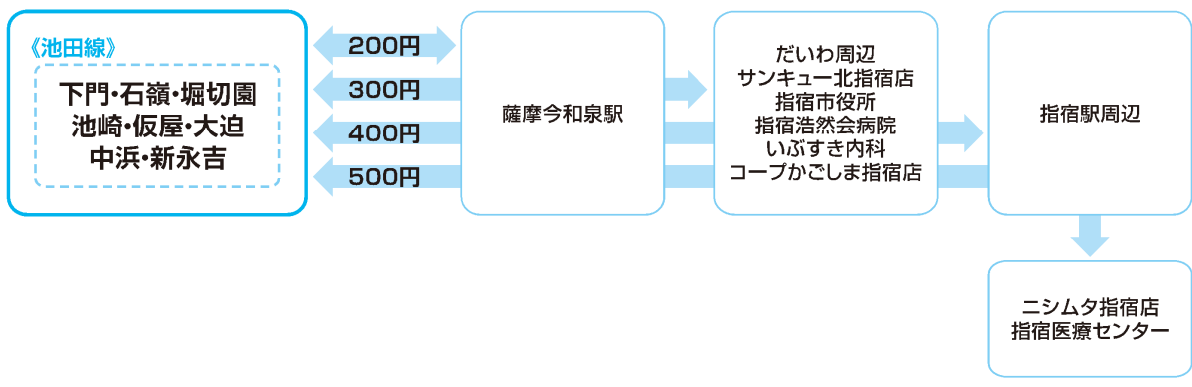 《池田線》
下門・石嶺・堀切園
池崎・仮屋・大迫
中浜・新永吉
200円
300円
400円
500円
薩摩今和泉駅
だいわ周辺
サンキュー北指宿店
指宿市役所
指宿浩然会病院
いぶすき内科
コープかごしま指宿店
指宿駅周辺
ニシムタ指宿店
指宿医療センター